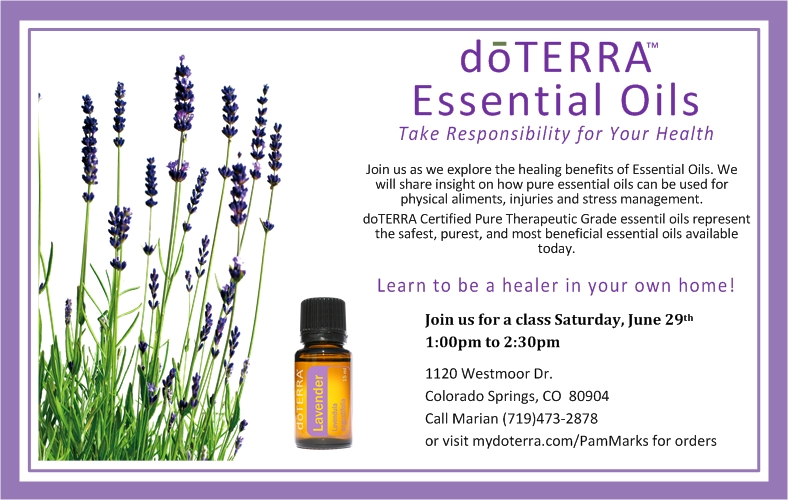 dōTERRA™
Essential Oils
Take Responsibility for Your Health
Join us as we explore the healing benefits of Essential Oils. We
will share insight on how pure essential oils can be used for
physical aliments, injuries and stress management.
doTERRA Certified Pure Therapeutic Grade essentil oils represent
the safest, purest, and most beneficial essential oils available
today.
Learn to be a healer in your own home!
Join us for a class Saturday, June 29th
1:00pm to 2:30pm
1120 Westmoor Dr.
Colorado Springs, CO  80904
Call Marian (719)473-2878
or visit mydoterra.com/PamMarks for orders
dōTERRA
Lavender
15 ml